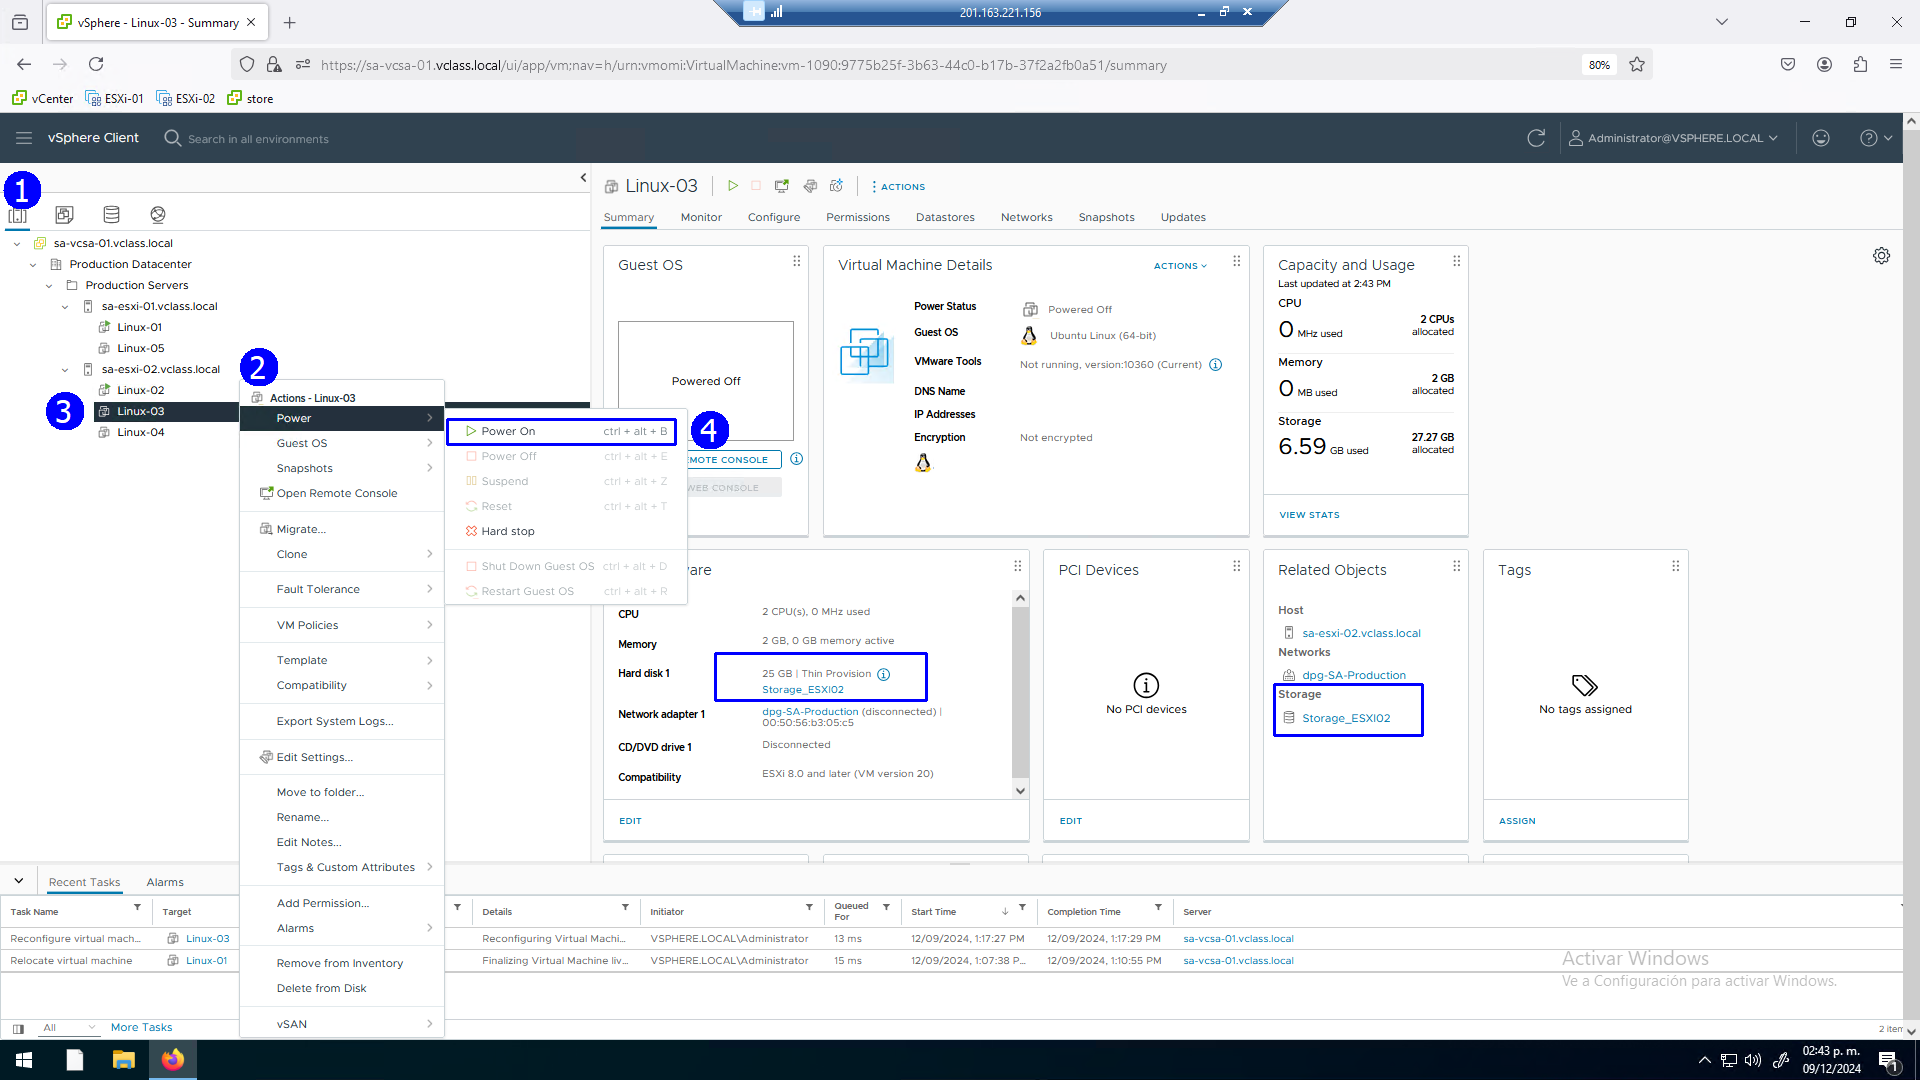 vSphere - Linux-03 - Summary
201.163.221.156
https://sa-vcsa-01.vclass.local/ui/app/vm;nav=h/urn:vmomi:VirtualMachine:vm-1090:9775b25f-3b63-44c0-b17b-37f2a2fb0a51/summary
80%
vCenter
ESXi-01
ESXi-02
store
vSphere Client
Search in all environments
Administrator@VSPHERE.LOCAL
1
sa-vcsa-01.vclass.local
Production Datacenter
Production Servers
sa-esxi-01.vclass.local
Linux-01
Linux-05
sa-esxi-02.vclass.local
Linux-02
Linux-03
Linux-04
2
3
Actions - Linux-03
Power
Guest OS
Snapshots
Open Remote Console
Migrate...
Clone
Fault Tolerance
VM Policies
Template
Compatibility
Export System Logs...
Edit Settings...
Move to folder...
Rename...
Edit Notes...
Tags & Custom Attributes
Add Permission...
Alarms
Remove from Inventory
Delete from Disk
vSAN
Power On ctrl + alt + B
4
Power Off ctrl + alt + E
Suspend ctrl + alt + Z
Reset ctrl + alt + T
Hard stop
Shut Down Guest OS ctrl + alt + D
Restart Guest OS ctrl + alt + R
Linux-03
ACTIONS
Summary
Monitor
Configure
Permissions
Datastores
Networks
Snapshots
Updates
Guest OS
Powered Off
EMOTE CONSOLE
WEB CONSOLE
Virtual Machine Details
ACTIONS
Power Status Powered Off
Guest OS Ubuntu Linux (64-bit)
VMware Tools Not running, version:10360 (Current)
DNS Name
IP Addresses
Encryption Not encrypted
Capacity and Usage
Last updated at 2:43 PM
CPU
0 MHz used
2 CPUs
allocated
Memory
0 MB used
2 GB
allocated
Storage
6.59 GB used
27.27 GB
allocated
VIEW STATS
ware
CPU 2 CPU(s), 0 MHz used
Memory 2 GB, 0 GB memory active
Hard disk 1 25 GB | Thin Provision
Storage_ESXI02
Network adapter 1 dpg-SA-Production (disconnected) |
00:50:56:b3:05:c5
CD/DVD drive 1 Disconnected
Compatibility ESXi 8.0 and later (VM version 20)
EDIT
PCI Devices
No PCI devices
EDIT
Related Objects
Host
sa-esxi-02.vclass.local
Networks
dpg-SA-Production
Storage
Storage_ESXI02
Tags
No tags assigned
ASSIGN
Recent Tasks
Alarms
Task Name
Target
Details
Initiator
Queued
For
Start Time
Completion Time
Server
Reconfigure virtual mach... Linux-03 Reconfiguring Virtual Machi... VSPHERE.LOCAL\Administrator 13 ms 12/09/2024, 1:17:27 PM 12/09/2024, 1:17:29 PM sa-vcsa-01.vclass.local
Relocate virtual machine Linux-01 Finalizing Virtual Machine liv... VSPHERE.LOCAL\Administrator 15 ms 12/09/2024, 1:07:38 P... 12/09/2024, 1:10:55 PM sa-vcsa-01.vclass.local
Activar Windows
Ve a Configuración para activar Windows.
All
More Tasks
2 item
02:43 p. m.
09/12/2024
1